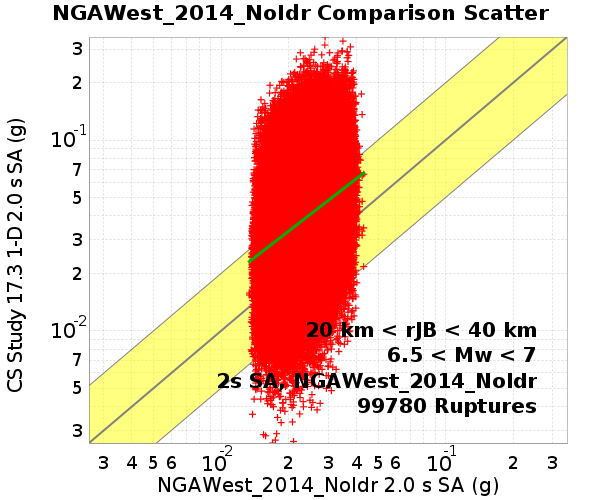 NGAWest_2014_NoIdr Comparison Scatter
CS Study 17.3 1-D 2.0 s SA (g)
3
2
10^-1
7
5
3
2
10^-2
7
5
3
20 km < rJB < 40 km
6.5 < Mw < 7
2s SA, NGAWest_2014_NoIdr
99780 Ruptures
3 4 5 6 10^-2 2 3 4 5 6 10^-1 2 3
NGAWest_2014_NoIdr 2.0 s SA (g)